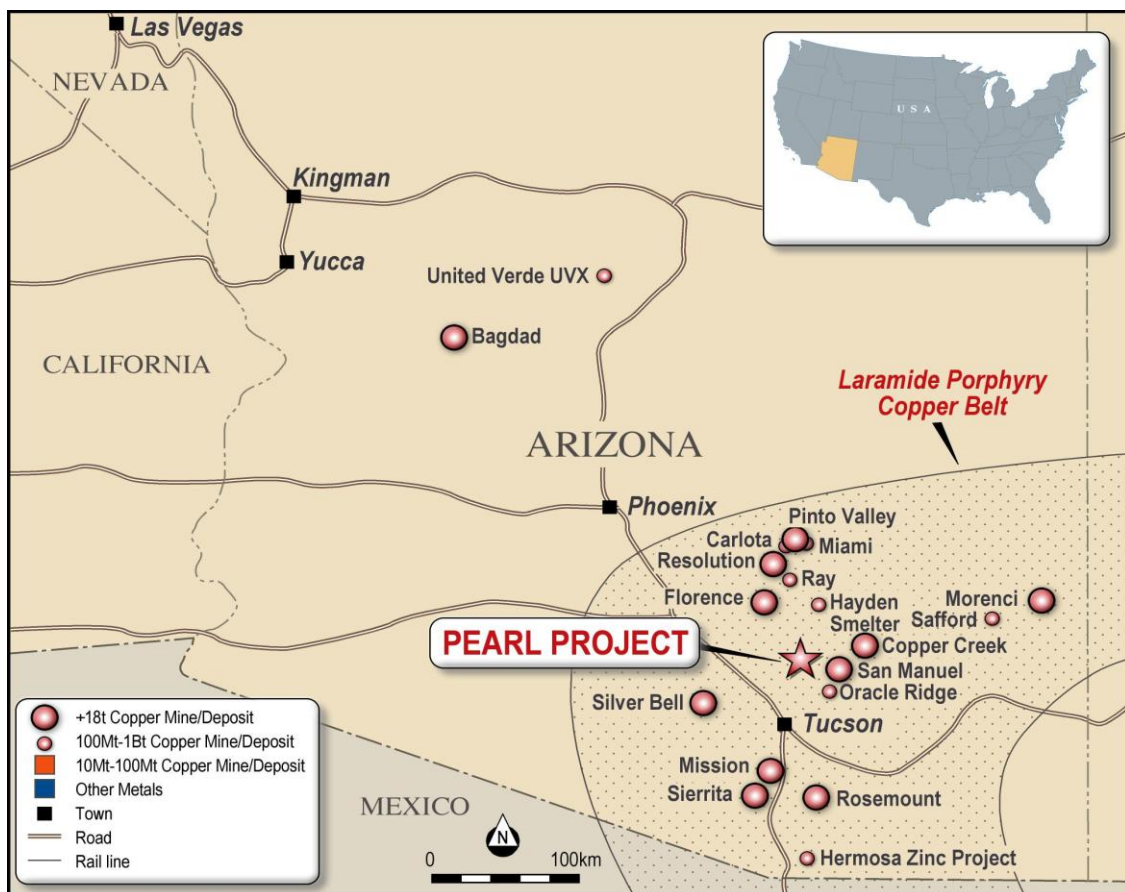 Las Vegas
NEVADA
USA
Kingman
Yucca
United Verde UVX
Bagdad
CALIFORNIA
Laramide Porphyry
Copper Belt
ARIZONA
Phoenix
Pinto Valley
Carlota
Miami
Resolution
Ray
Florence
Hayden
Smelter
Morenci
Safford
PEARL PROJECT
Copper Creek
San Manuel
Oracle Ridge
Silver Bell
Tucson
Mission
Sierrita
Rosemount
MEXICO
Hermosa Zinc Project
+18t Copper Mine/Deposit
100Mt-1Bt Copper Mine/Deposit
10Mt-100Mt Copper Mine/Deposit
Other Metals
Town
Road
Rail line
N
0 100km